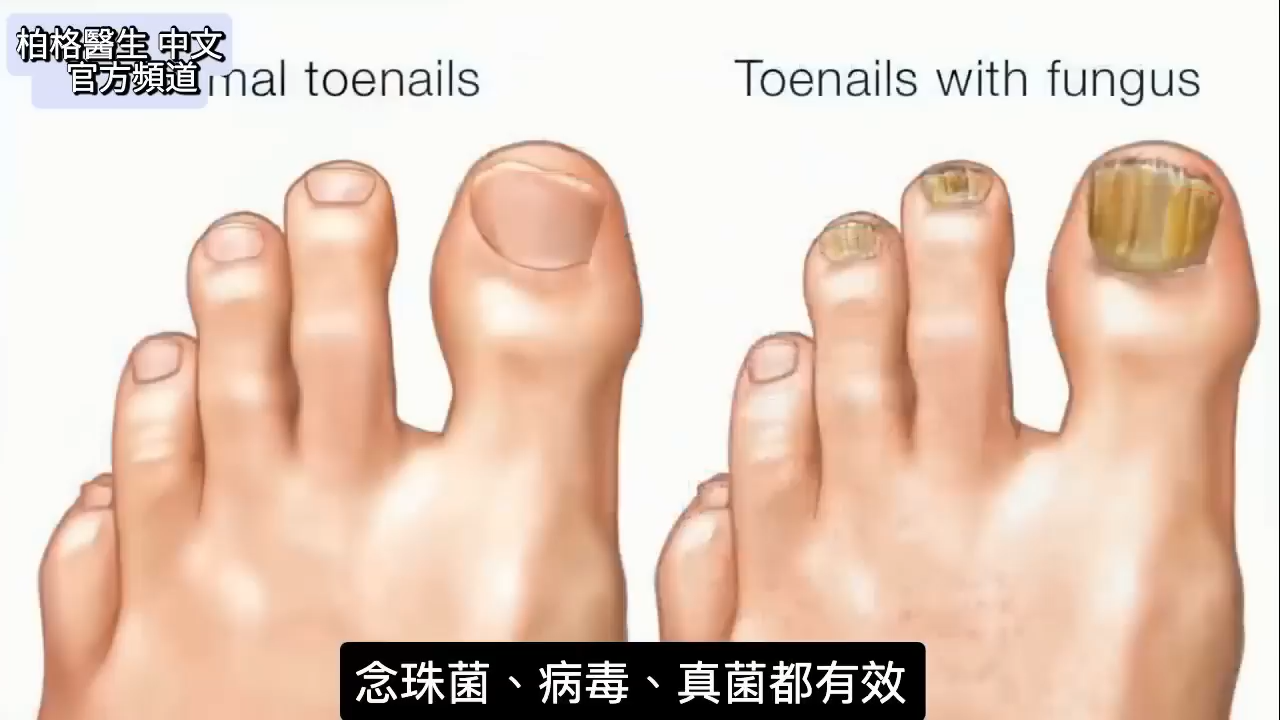 柏格醫生 中文
官方頻道
mal toenails
Toenails with fungus
念珠菌、病毒、真菌都有效